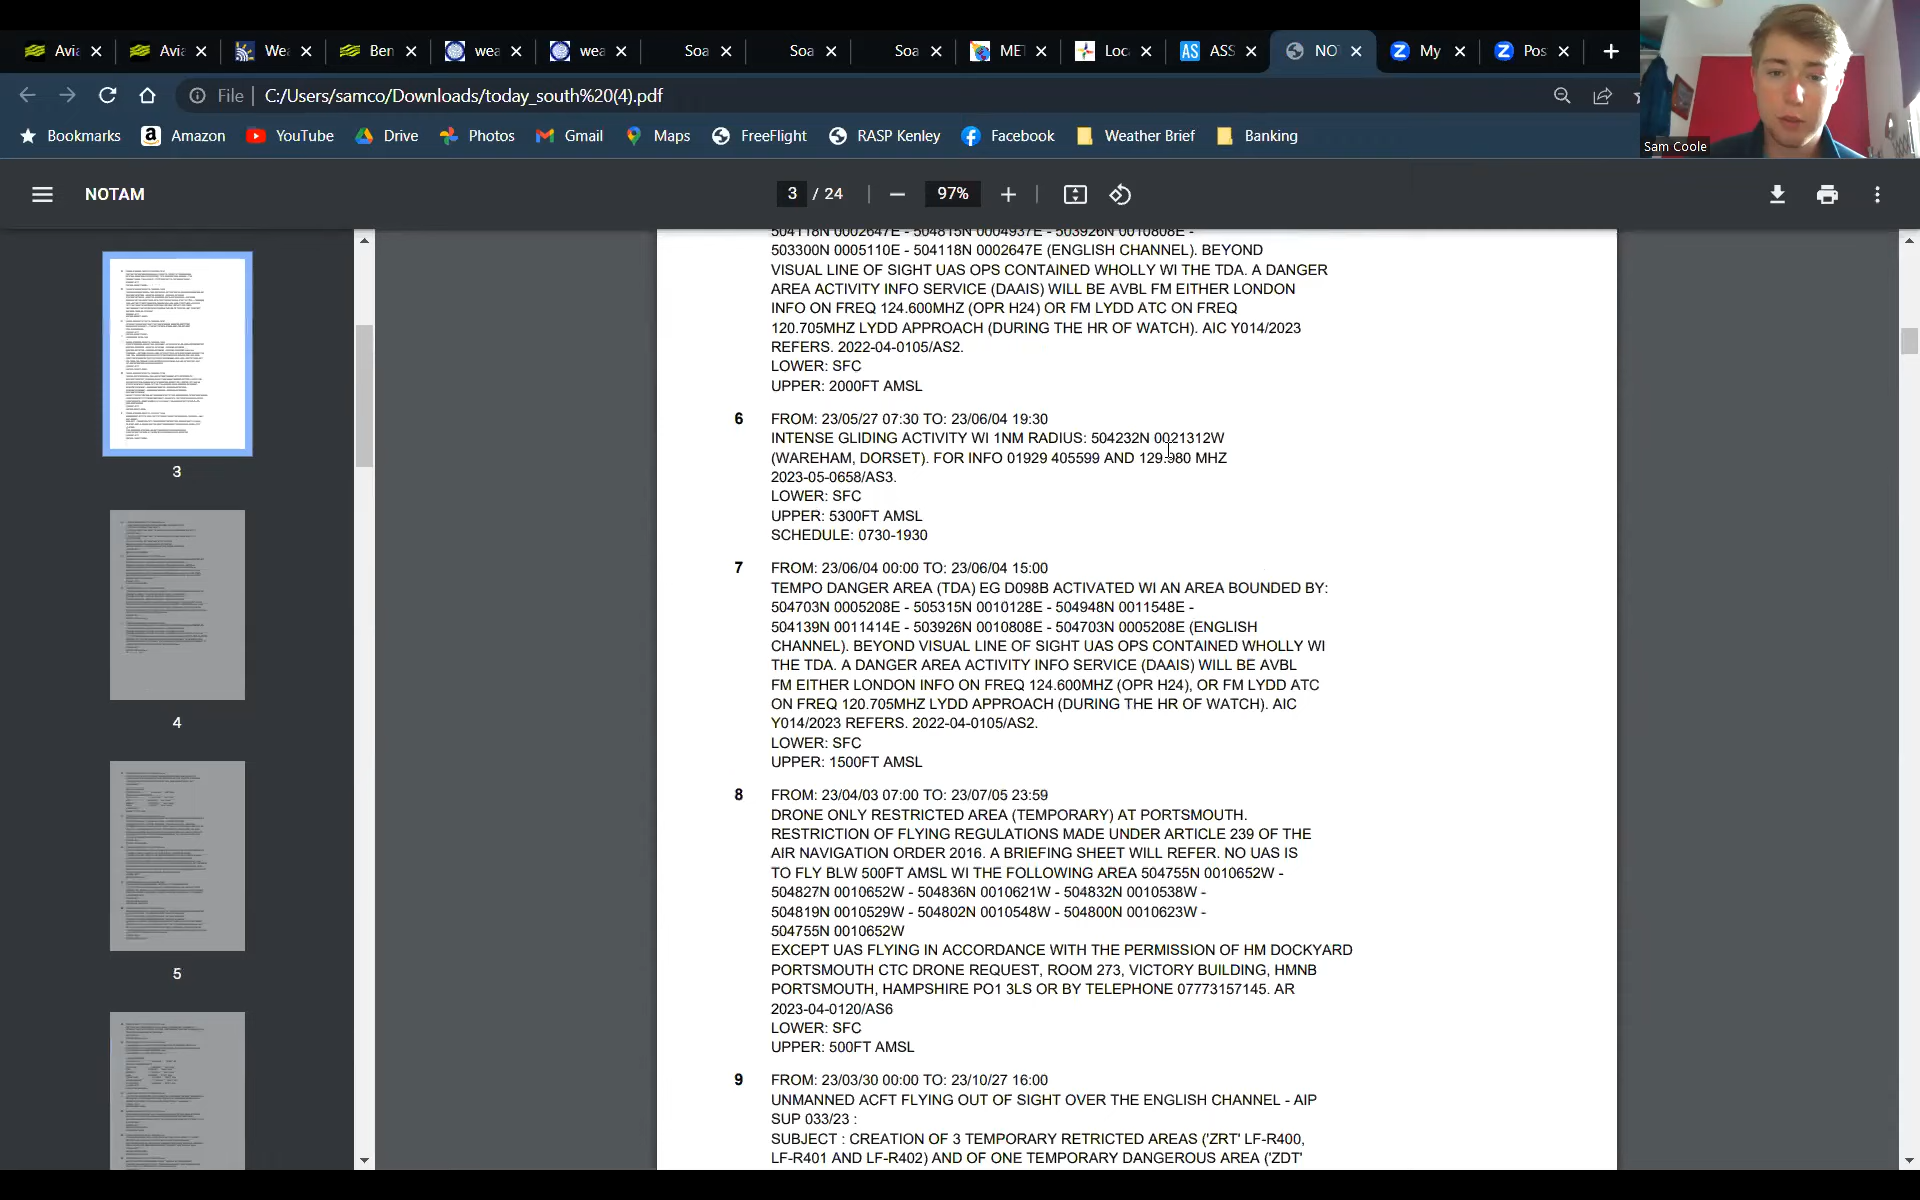 Avia
Avia
Wea
Ben
wea
wea
Soa
Soa
Soa
MET
Loc
AS
ASS
NO
My
Pos
File
C:/Users/samco/Downloads/today_south%20(4).pdf
Bookmarks
Amazon
YouTube
Drive
Photos
Gmail
Maps
FreeFlight
RASP Kenley
Facebook
Weather Brief
Banking
Sam Coole
NOTAM
3 / 24
97%
3
4
5
504118N 0002647E - 504815N 0004937E - 503926N 0010808E -
503300N 0005110E - 504118N 0002647E (ENGLISH CHANNEL). BEYOND
VISUAL LINE OF SIGHT UAS OPS CONTAINED WHOLLY WI THE TDA. A DANGER
AREA ACTIVITY INFO SERVICE (DAAIS) WILL BE AVBL FM EITHER LONDON
INFO ON FREQ 124.600MHZ (OPR H24) OR FM LYDD ATC ON FREQ
120.705MHZ LYDD APPROACH (DURING THE HR OF WATCH). AIC Y014/2023
REFERS. 2022-04-0105/AS2.
LOWER: SFC
UPPER: 2000FT AMSL
6 FROM: 23/05/27 07:30 TO: 23/06/04 19:30
INTENSE GLIDING ACTIVITY WI 1NM RADIUS: 504232N 0021312W
(WAREHAM, DORSET). FOR INFO 01929 405599 AND 129.980 MHZ
2023-05-0658/AS3.
LOWER: SFC
UPPER: 5300FT AMSL
SCHEDULE: 0730-1930
7 FROM: 23/06/04 00:00 TO: 23/06/04 15:00
TEMPO DANGER AREA (TDA) EG D098B ACTIVATED WI AN AREA BOUNDED BY:
504703N 0005208E - 505315N 0010128E - 504948N 0011548E -
504139N 0011414E - 503926N 0010808E - 504703N 0005208E (ENGLISH
CHANNEL). BEYOND VISUAL LINE OF SIGHT UAS OPS CONTAINED WHOLLY WI
THE TDA. A DANGER AREA ACTIVITY INFO SERVICE (DAAIS) WILL BE AVBL
FM EITHER LONDON INFO ON FREQ 124.600MHZ (OPR H24), OR FM LYDD ATC
ON FREQ 120.705MHZ LYDD APPROACH (DURING THE HR OF WATCH). AIC
Y014/2023 REFERS. 2022-04-0105/AS2.
LOWER: SFC
UPPER: 1500FT AMSL
8 FROM: 23/04/03 07:00 TO: 23/07/05 23:59
DRONE ONLY RESTRICTED AREA (TEMPORARY) AT PORTSMOUTH.
RESTRICTION OF FLYING REGULATIONS MADE UNDER ARTICLE 239 OF THE
AIR NAVIGATION ORDER 2016. A BRIEFING SHEET WILL REFER. NO UAS IS
TO FLY BLW 500FT AMSL WI THE FOLLOWING AREA 504755N 0010652W -
504827N 0010652W - 504836N 0010621W - 504832N 0010538W -
504819N 0010529W - 504802N 0010548W - 504800N 0010623W -
504755N 0010652W
EXCEPT UAS FLYING IN ACCORDANCE WITH THE PERMISSION OF HM DOCKYARD
PORTSMOUTH CTC DRONE REQUEST, ROOM 273, VICTORY BUILDING, HMNB
PORTSMOUTH, HAMPSHIRE PO1 3LS OR BY TELEPHONE 07773157145. AR
2023-04-0120/AS6
LOWER: SFC
UPPER: 500FT AMSL
9 FROM: 23/03/30 00:00 TO: 23/10/27 16:00
UNMANNED ACFT FLYING OUT OF SIGHT OVER THE ENGLISH CHANNEL - AIP
SUP 033/23 :
SUBJECT : CREATION OF 3 TEMPORARY RETRICTED AREAS ('ZRT' LF-R400,
LF-R401 AND LF-R402) AND OF ONE TEMPORARY DANGEROUS AREA ('ZDT'